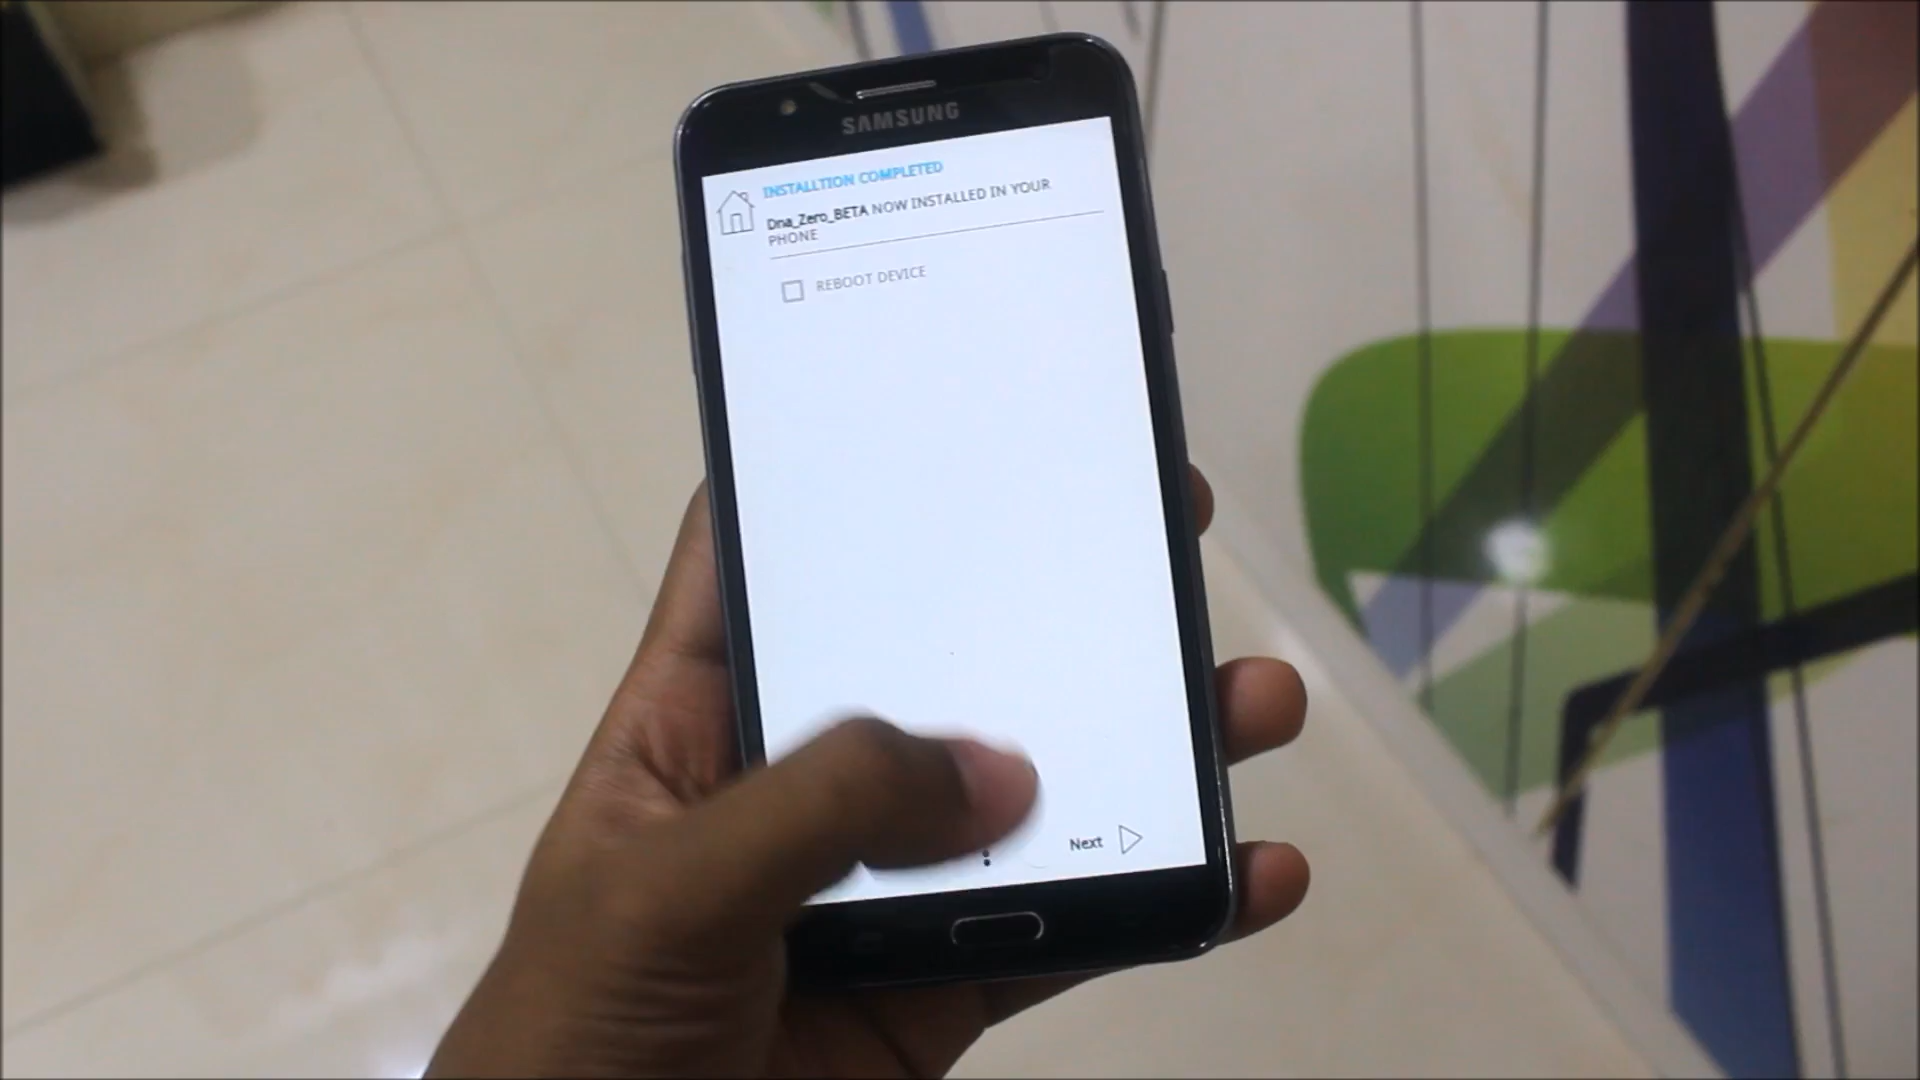 SAMSUNG
INSTALLTION COMPLETED
Dna_Zero_BETA NOW INSTALLED IN YOUR
PHONE
REBOOT DEVICE
Next